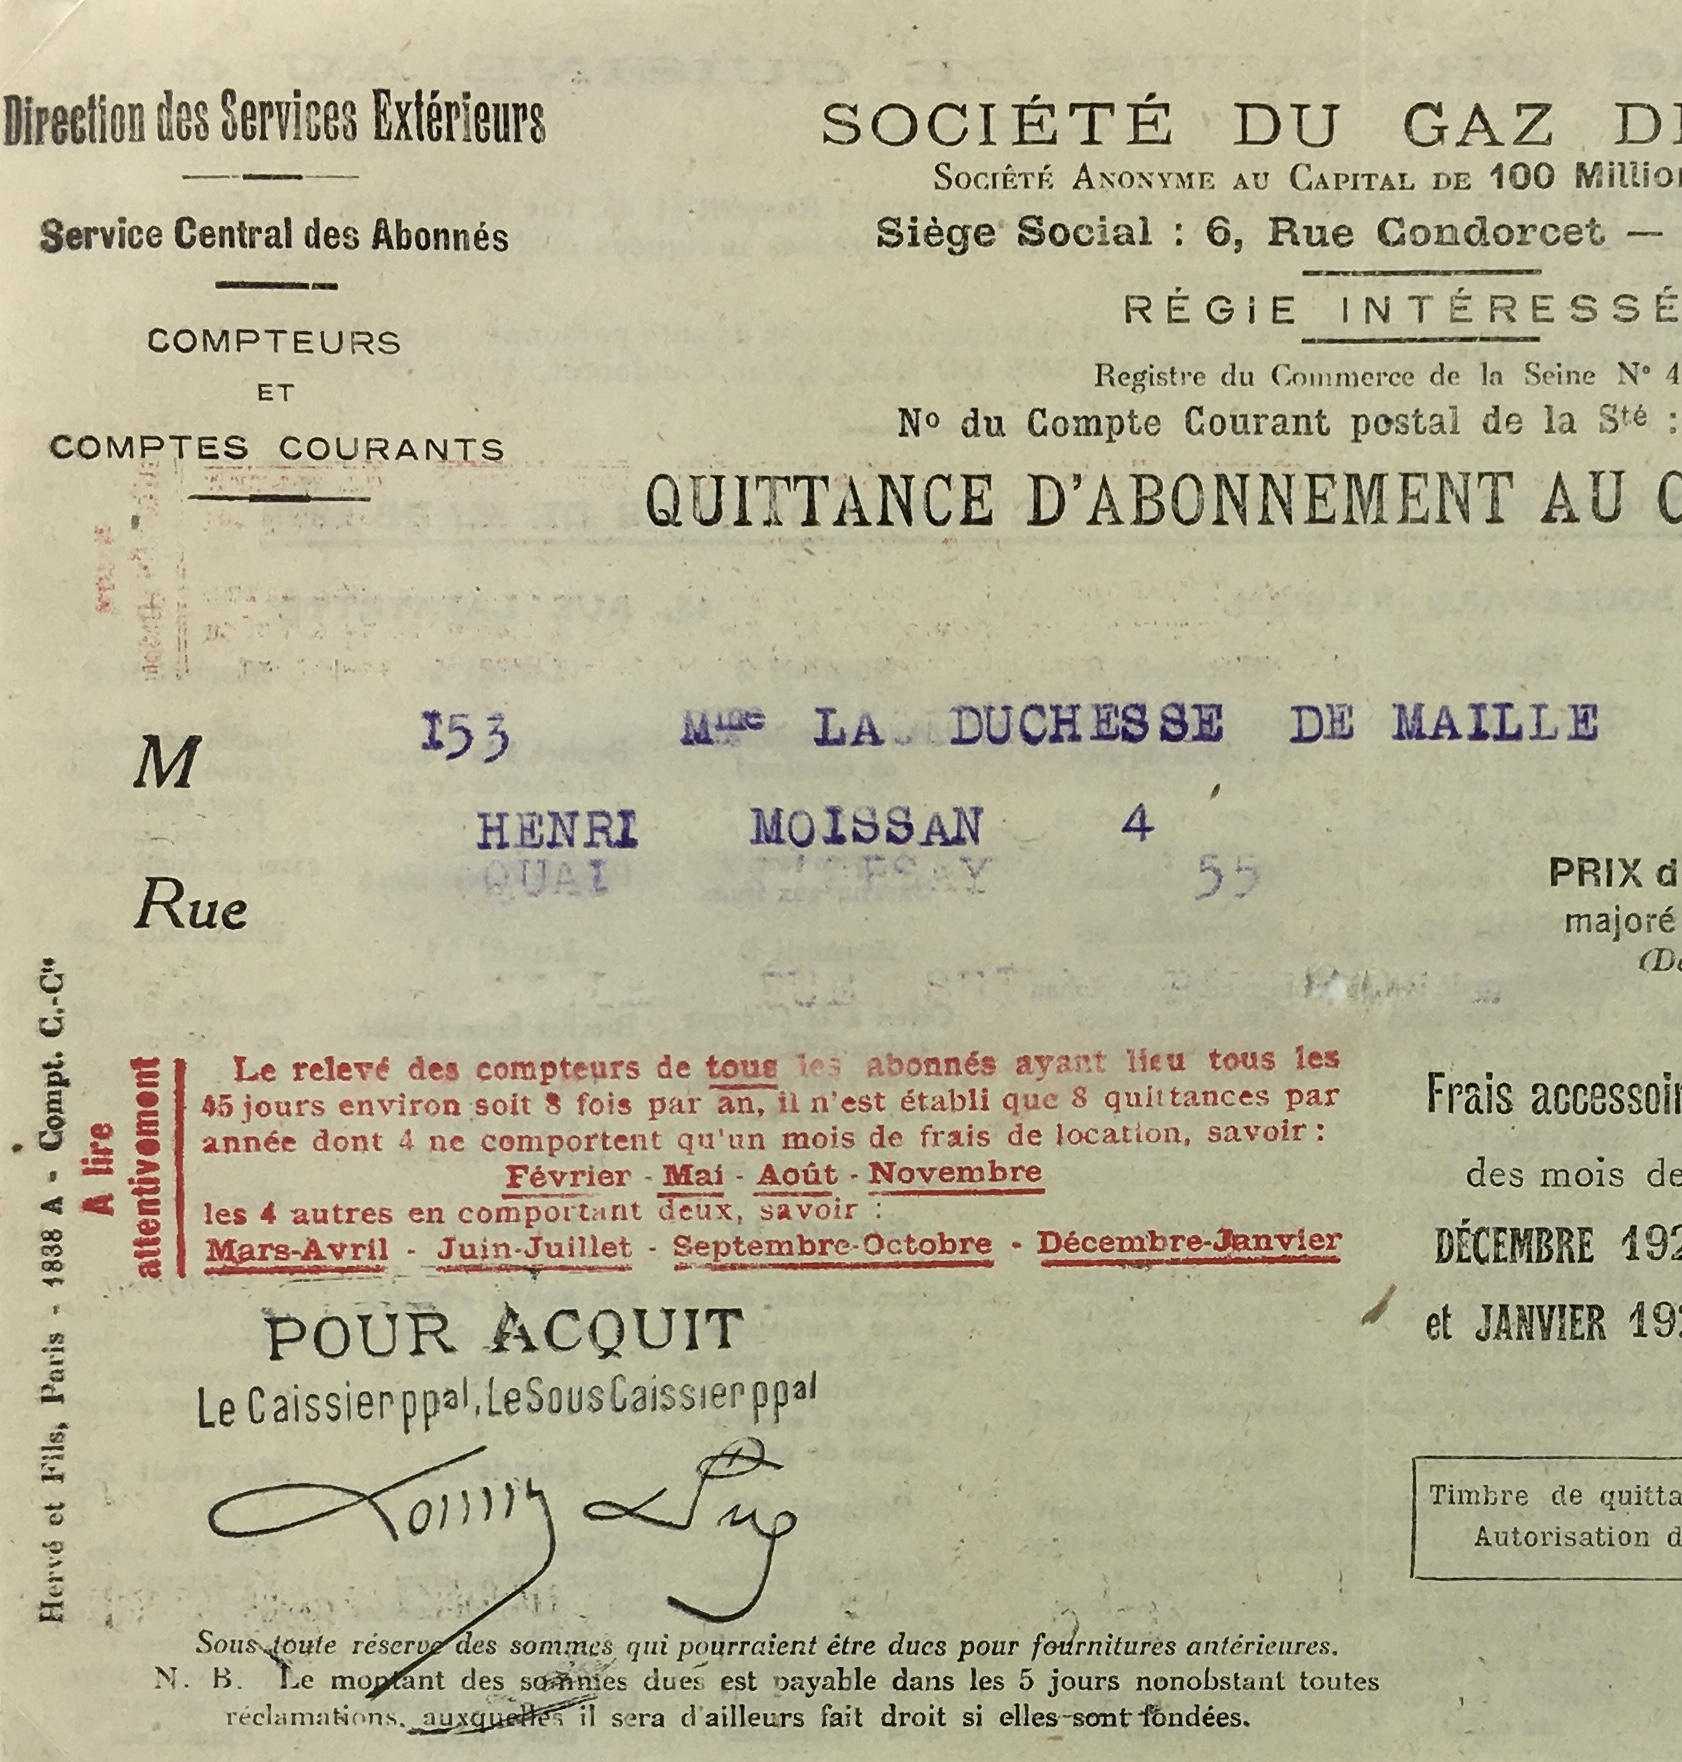 Direction des Services Extérieurs
Service Central des Abonnés
COMPTEURS
ET
COMPTES COURANTS
SOCIÉTÉ DU GAZ DE
SOCIÉTÉ ANONYME AU CAPITAL DE 100 Million
Siège Social : 6, Rue Condorcet —
RÉGIE INTÉRESSÉ
Registre du Commerce de la Seine N° 4
N° du Compte Courant postal de la Sté :
QUITTANCE D'ABONNEMENT AU
M 153 Mme LA DUCHESSE DE MAILLE
HENRI MOISSAN 4
QUAI 55
Rue
PRIX d
majoré
(De
Hervé et Fils, Paris - 1838 A - Compt. C.-Cts
A lire
attentivement
Le relevé des compteurs de tous les abonnés ayant lieu tous les
45 jours environ soit 8 fois par an, il n'est établi que 8 quittances par
année dont 4 ne comportent qu'un mois de frais de location, savoir :
Février - Mai - Août - Novembre
les 4 autres en comportant deux, savoir :
Mars-Avril - Juin-Juillet - Septembre-Octobre - Décembre-Janvier
Frais accessoir
des mois de
DÉCEMBRE 192
et JANVIER 19
POUR ACQUIT
Le Caissier ppal, Le Sous Caissier ppal
Timbre de quitta
Autorisation d
Sous toute réserve des sommes qui pourraient être dues pour fournitures antérieures.
N. B. Le montant des sommes dues est payable dans les 5 jours nonobstant toutes
réclamations, auxquelles il sera d'ailleurs fait droit si elles sont fondées.